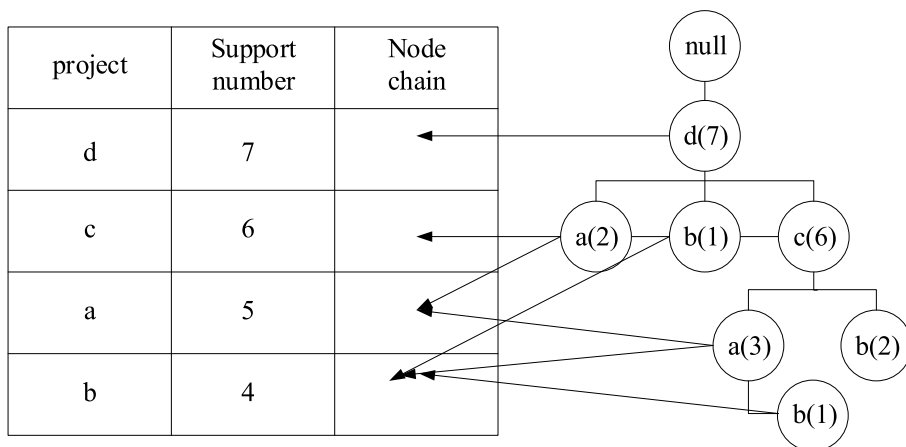 project
Support
number
Node
chain
d
7
c
6
a
5
b
4
null
d(7)
a(2)
b(1)
c(6)
a(3)
b(2)
b(1)